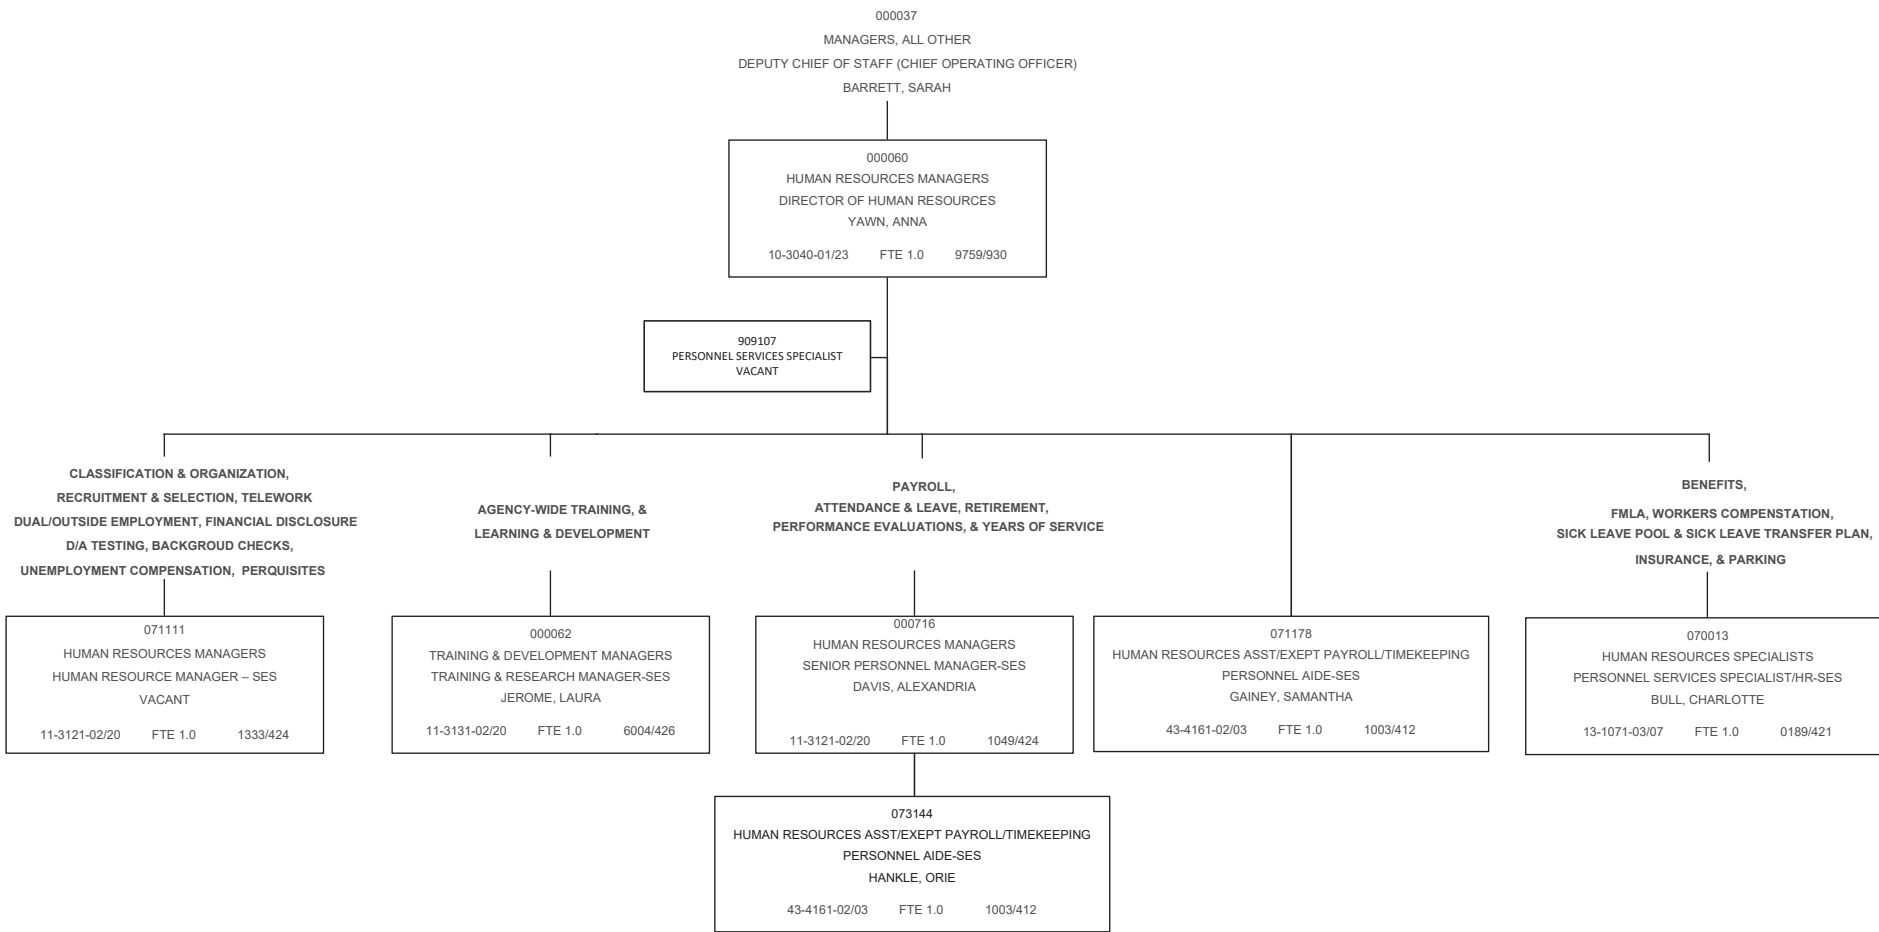 000037
MANAGERS, ALL OTHER
DEPUTY CHIEF OF STAFF (CHIEF OPERATING OFFICER)
BARRETT, SARAH
000060
HUMAN RESOURCES MANAGERS
DIRECTOR OF HUMAN RESOURCES
YAWN, ANNA
10-3040-01/23 FTE 1.0 9759/930
909107
PERSONNEL SERVICES SPECIALIST
VACANT
CLASSIFICATION & ORGANIZATION,
RECRUITMENT & SELECTION, TELEWORK
DUAL/OUTSIDE EMPLOYMENT, FINANCIAL DISCLOSURE
D/A TESTING, BACKGROUD CHECKS,
UNEMPLOYMENT COMPENSATION, PERQUISITES
AGENCY-WIDE TRAINING, &
LEARNING & DEVELOPMENT
PAYROLL,
ATTENDANCE & LEAVE, RETIREMENT,
PERFORMANCE EVALUATIONS, & YEARS OF SERVICE
BENEFITS,
FMLA, WORKERS COMPENSTATION,
SICK LEAVE POOL & SICK LEAVE TRANSFER PLAN,
INSURANCE, & PARKING
071111
HUMAN RESOURCES MANAGERS
HUMAN RESOURCE MANAGER – SES
VACANT
11-3121-02/20 FTE 1.0 1333/424
000062
TRAINING & DEVELOPMENT MANAGERS
TRAINING & RESEARCH MANAGER-SES
JEROME, LAURA
11-3131-02/20 FTE 1.0 6004/426
000716
HUMAN RESOURCES MANAGERS
SENIOR PERSONNEL MANAGER-SES
DAVIS, ALEXANDRIA
11-3121-02/20 FTE 1.0 1049/424
071178
HUMAN RESOURCES ASST/EXEPT PAYROLL/TIMEKEEPING
PERSONNEL AIDE-SES
GAINEY, SAMANTHA
43-4161-02/03 FTE 1.0 1003/412
070013
HUMAN RESOURCES SPECIALISTS
PERSONNEL SERVICES SPECIALIST/HR-SES
BULL, CHARLOTTE
13-1071-03/07 FTE 1.0 0189/421
073144
HUMAN RESOURCES ASST/EXEPT PAYROLL/TIMEKEEPING
PERSONNEL AIDE-SES
HANKLE, ORIE
43-4161-02/03 FTE 1.0 1003/412